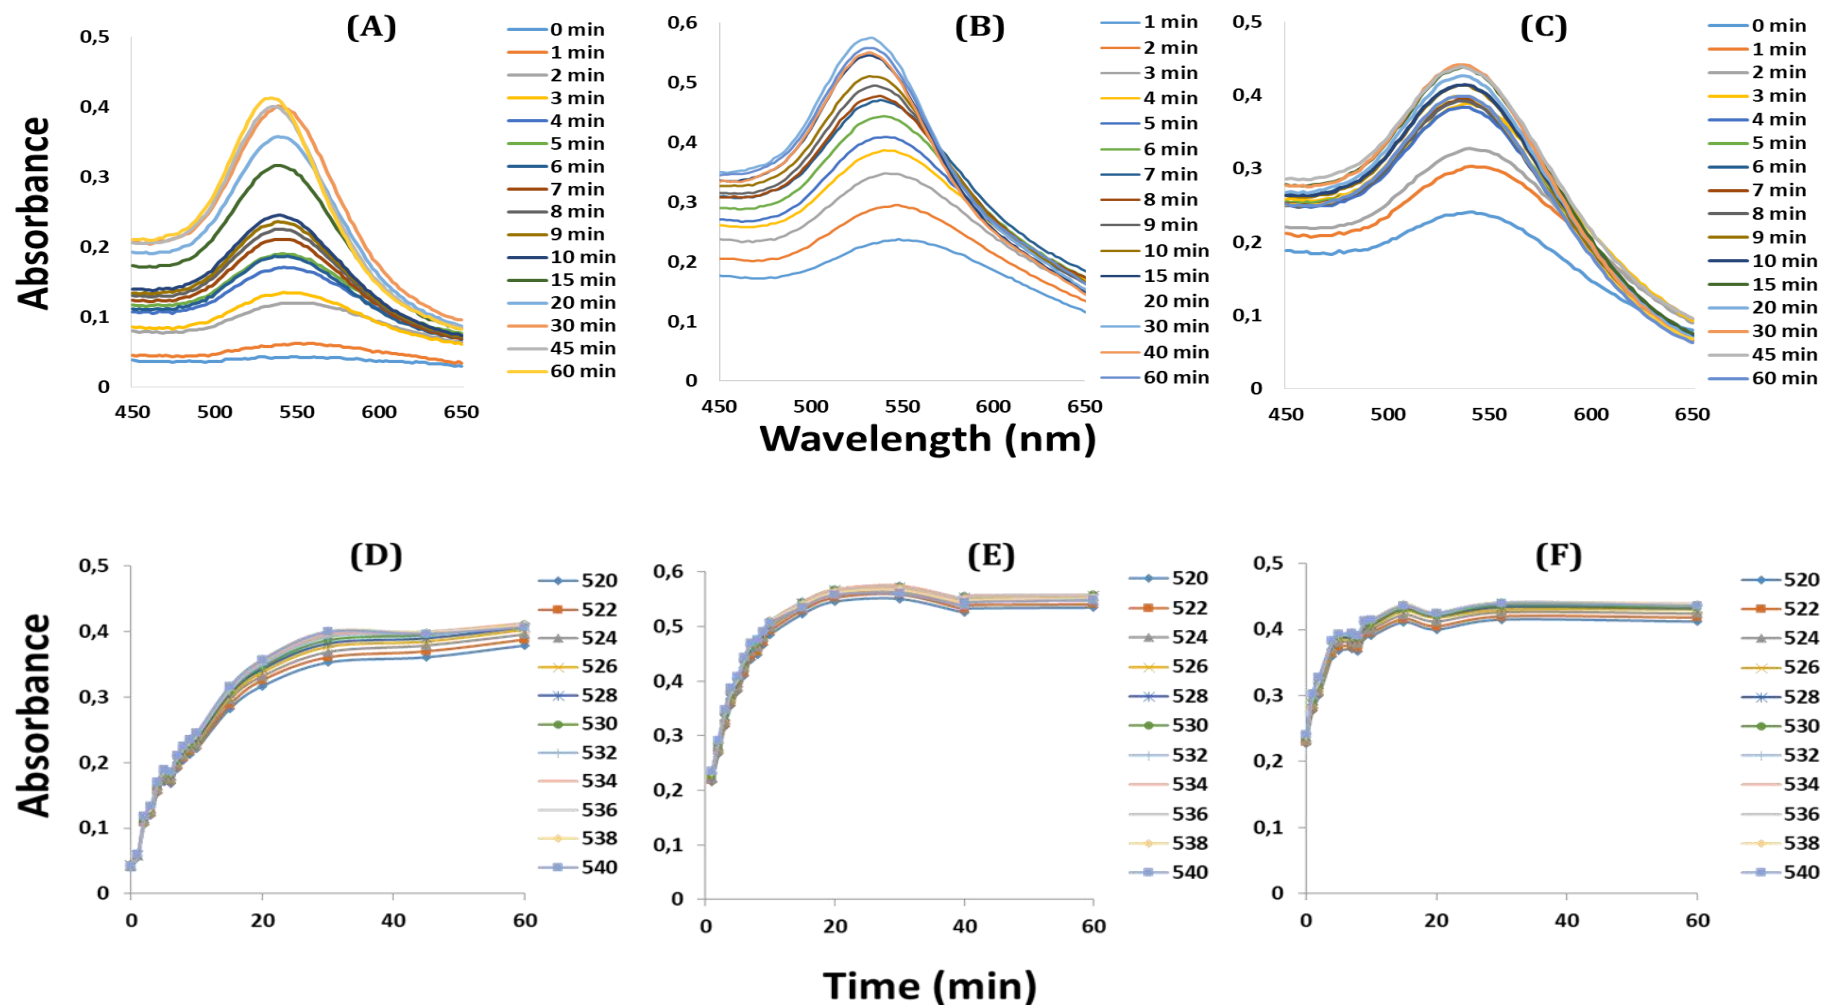 (A)
Absorbance
0,5
0,4
0,3
0,2
0,1
0
450 500 550 600 650
0 min
1 min
2 min
3 min
4 min
5 min
6 min
7 min
8 min
9 min
10 min
15 min
20 min
30 min
45 min
60 min
(B)
0,6
0,5
0,4
0,3
0,2
0,1
0
450 500 550 600 650
1 min
2 min
3 min
4 min
5 min
6 min
7 min
8 min
9 min
10 min
15 min
20 min
30 min
40 min
60 min
(C)
0,5
0,4
0,3
0,2
0,1
0
450 500 550 600 650
0 min
1 min
2 min
3 min
4 min
5 min
6 min
7 min
8 min
9 min
10 min
15 min
20 min
30 min
45 min
60 min
Wavelength (nm)
(D)
Absorbance
0,5
0,4
0,3
0,2
0,1
0
0 20 40 60
520
522
524
526
528
530
532
534
536
538
540
(E)
0,6
0,5
0,4
0,3
0,2
0,1
0
0 20 40 60
520
522
524
526
528
530
532
534
536
538
540
(F)
0,5
0,4
0,3
0,2
0,1
0
0 20 40 60
520
522
524
526
528
530
532
534
536
538
540
Time (min)